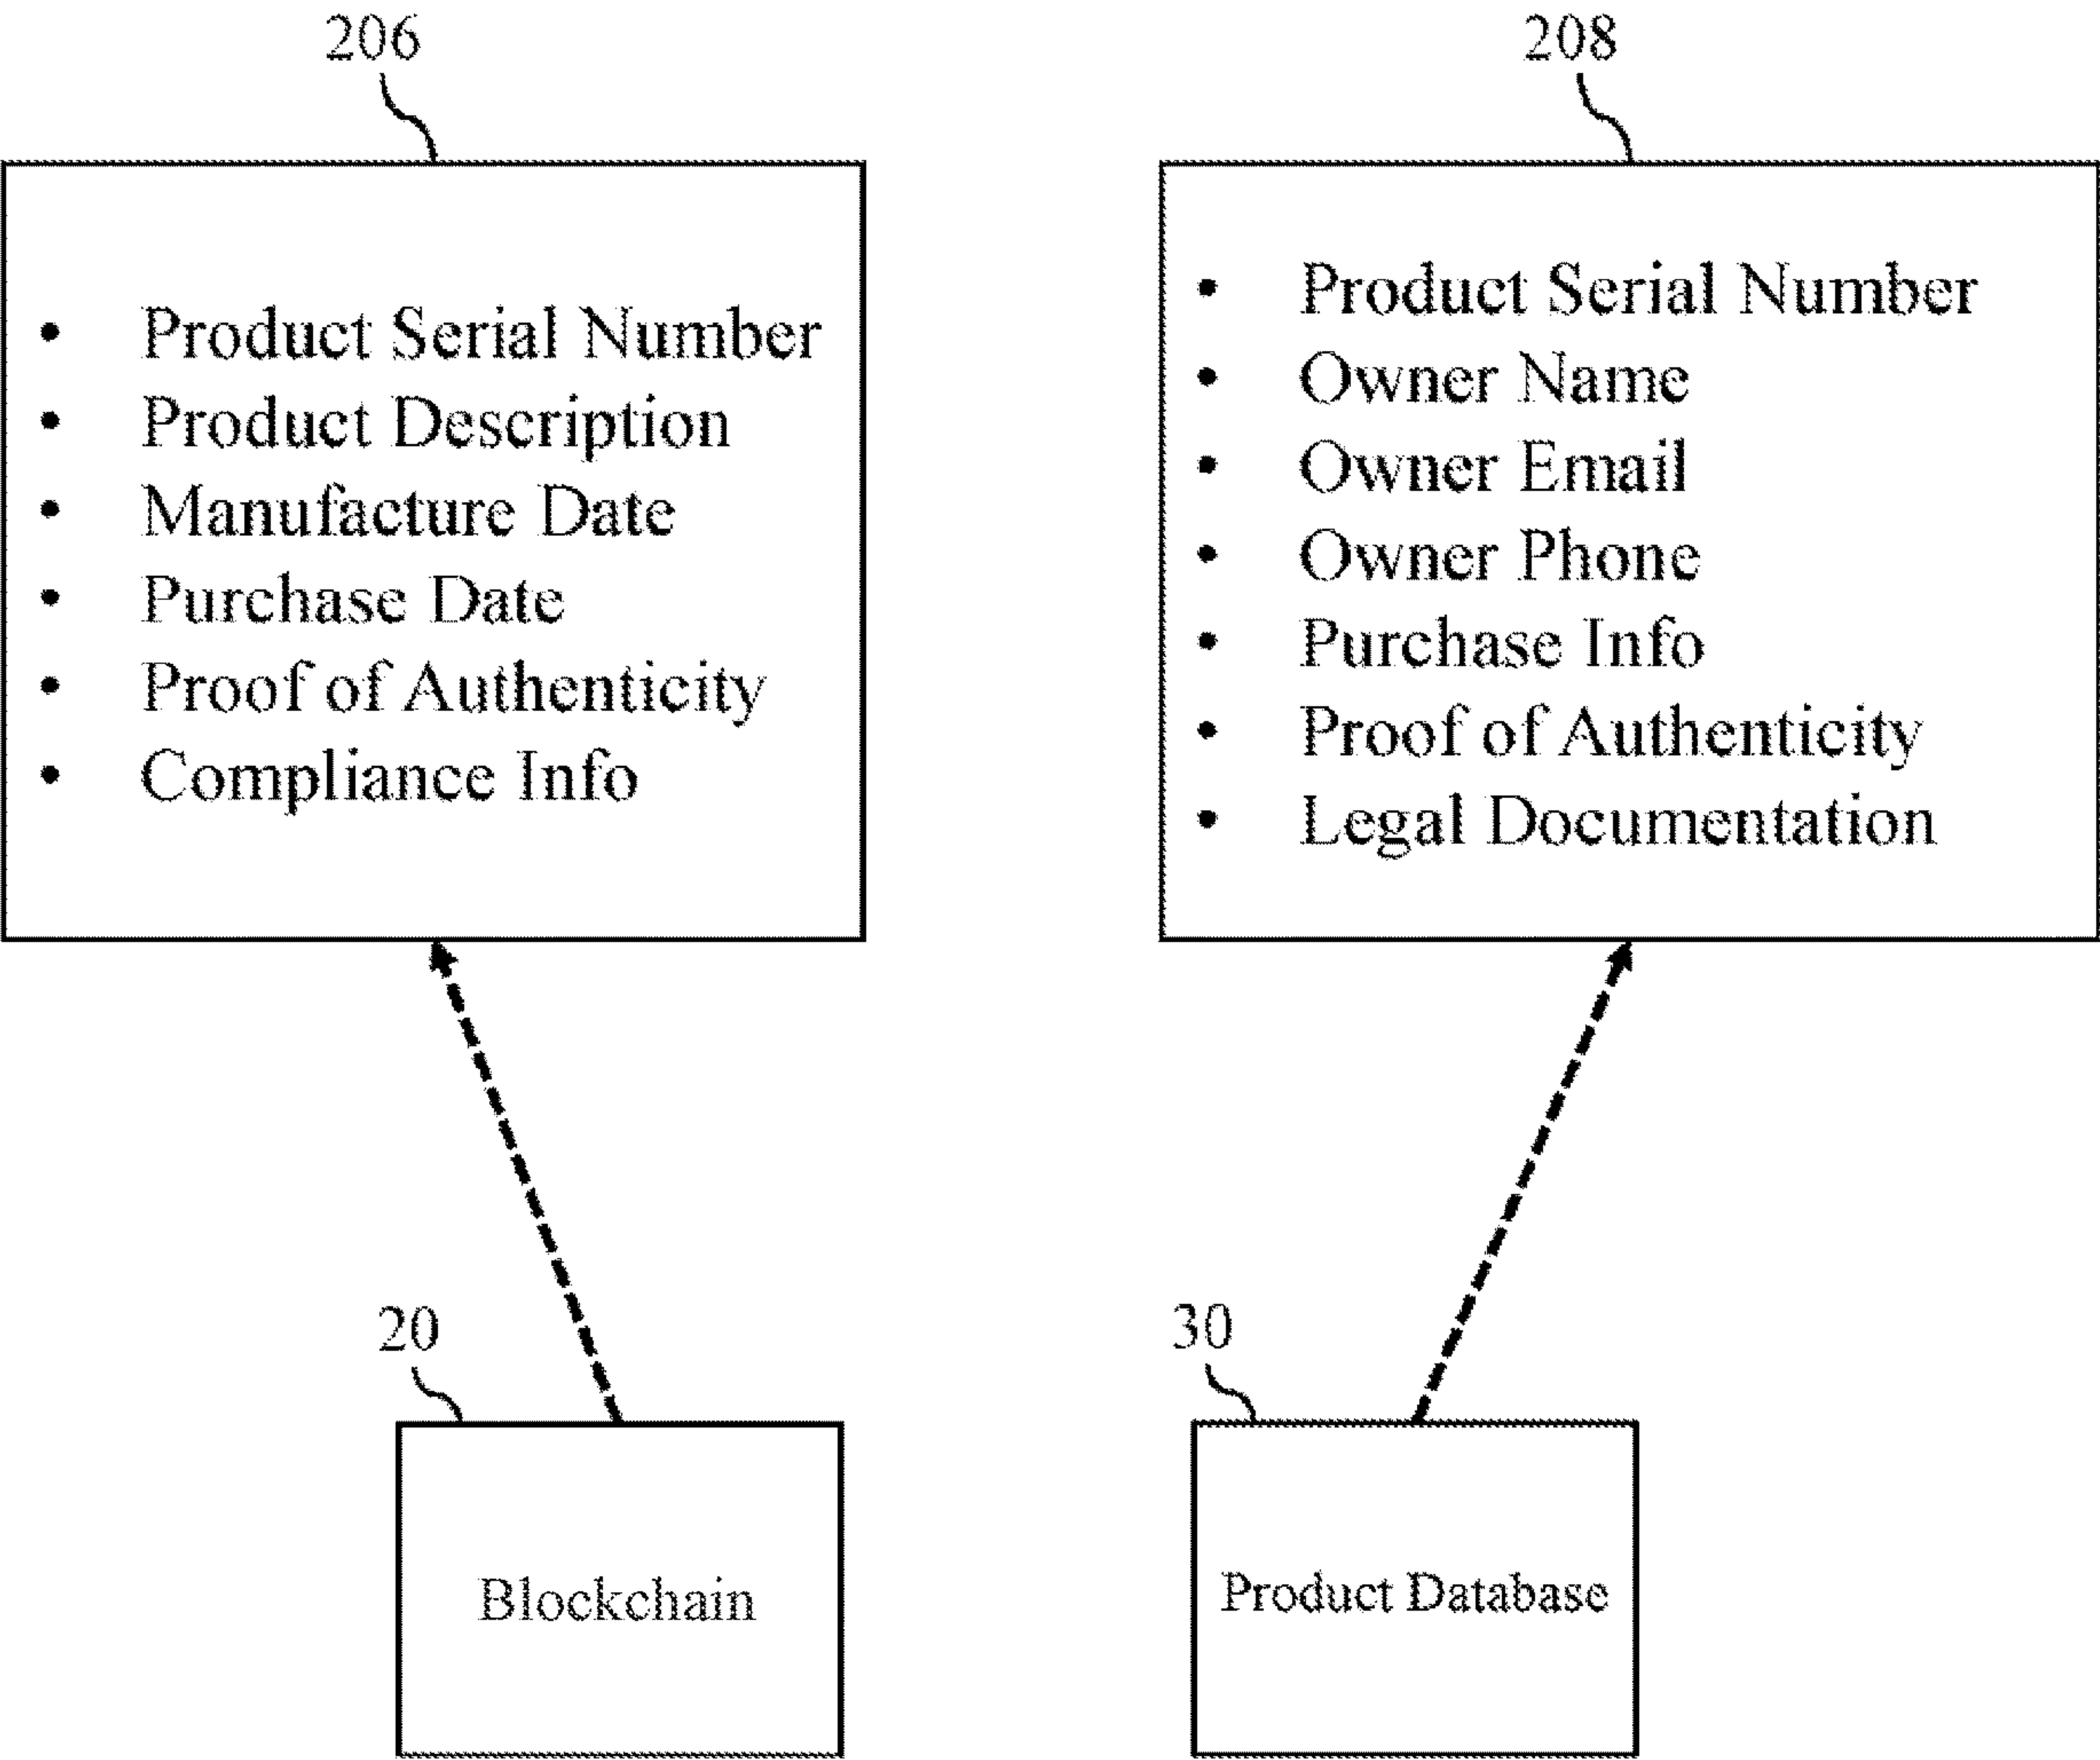 206
• Product Serial Number
• Product Description
• Manufacture Date
• Purchase Date
• Proof of Authenticity
• Compliance Info
208
• Product Serial Number
• Owner Name
• Owner Email
• Owner Phone
• Purchase Info
• Proof of Authenticity
• Legal Documentation
20
Blockchain
30
Product Database